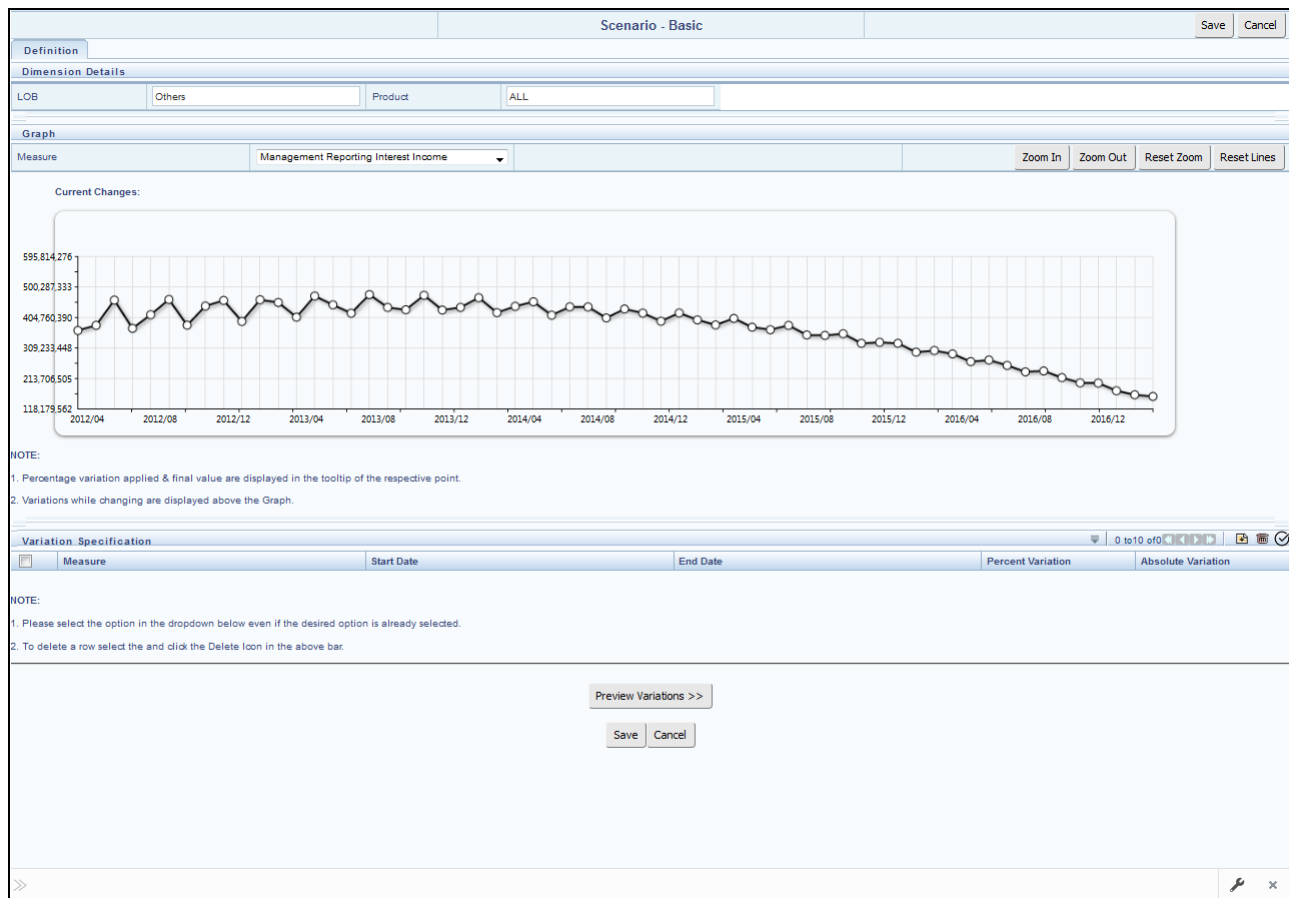 Scenario - Basic Save Cancel
Definition
Dimension Details
LOB Others Product ALL
Graph
Measure Management Reporting Interest Income Zoom In Zoom Out Reset Zoom Reset Lines
Current Changes:
595,814,276
500,287,333
404,760,390
309,233,448
213,706,505
118,179,562
2012/04 2012/08 2012/12 2013/04 2013/08 2013/12 2014/04 2014/08 2014/12 2015/04 2015/08 2015/12 2016/04 2016/08 2016/12
NOTE:
1. Percentage variation applied & final value are displayed in the tooltip of the respective point.
2. Variations while changing are displayed above the Graph.
Variation Specification 0 to10 of0
Measure Start Date End Date Percent Variation Absolute Variation
NOTE:
1. Please select the option in the dropdown below even if the desired option is already selected.
2. To delete a row select the and click the Delete Icon in the above bar.
Preview Variations >>
Save Cancel